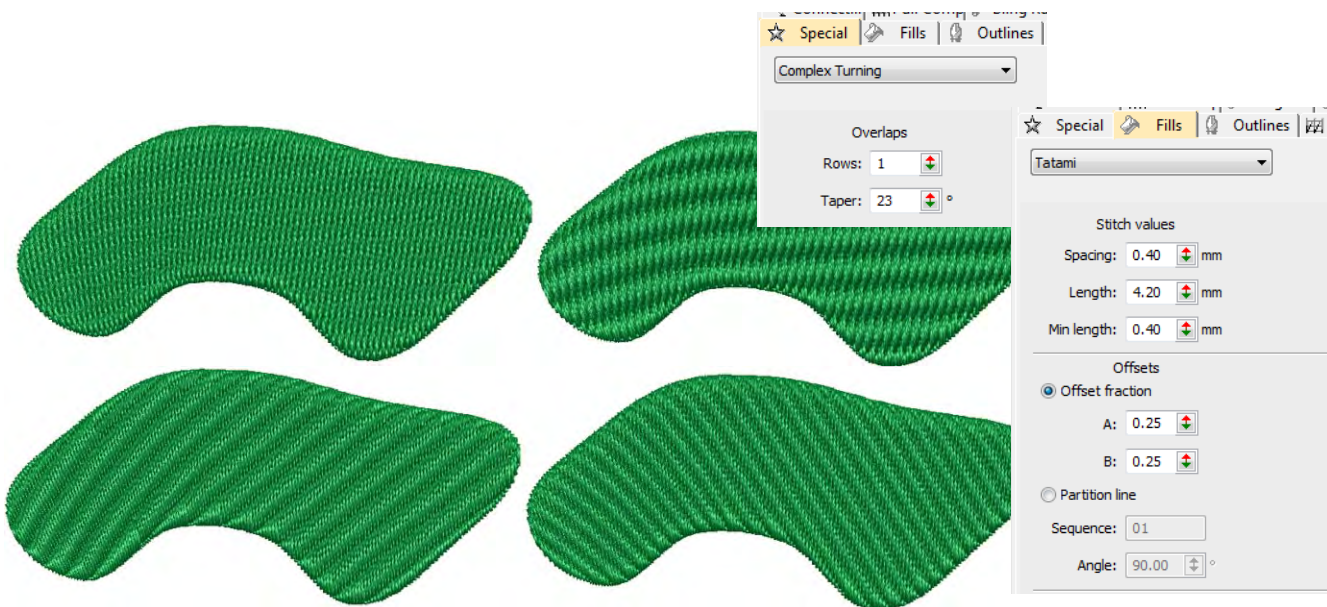 Special Fills Outlines
Complex Turning
Overlaps
Rows: 1
Taper: 23 °
Special Fills Outlines
Tatami
Stitch values
Spacing: 0.40 mm
Length: 4.20 mm
Min length: 0.40 mm
Offsets
Offset fraction
A: 0.25
B: 0.25
Partition line
Sequence: 01
Angle: 90.00 °